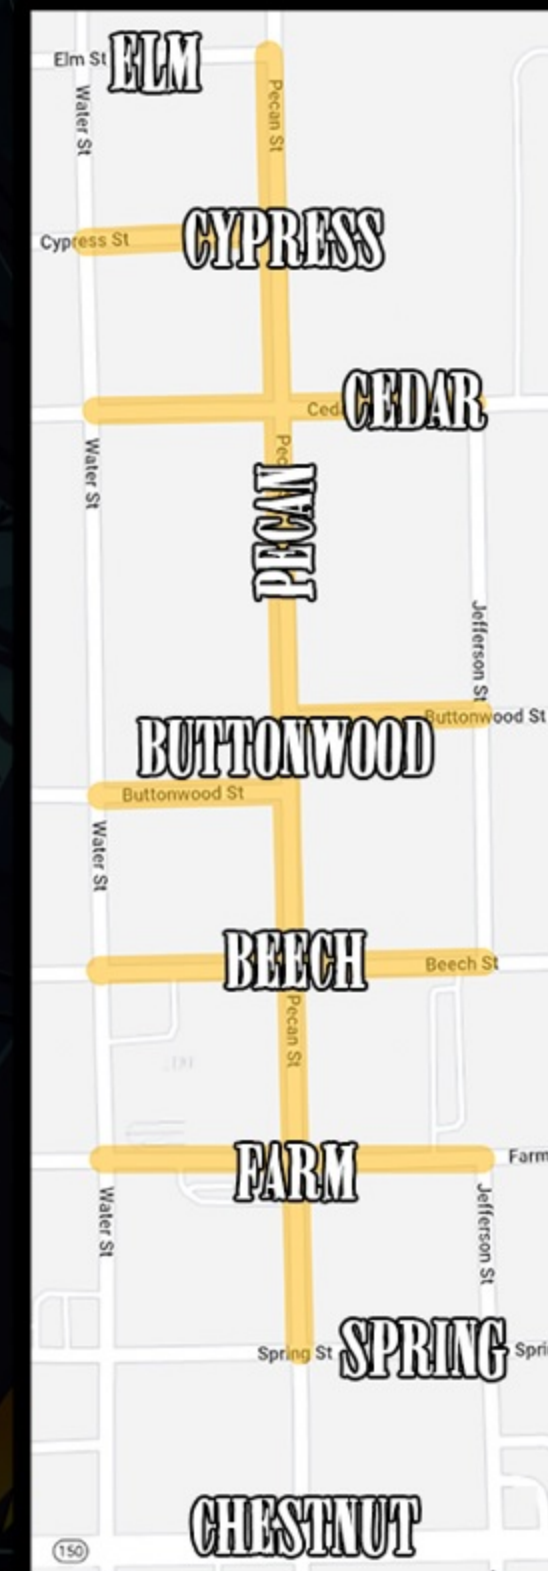 Elm St
ELM
Water St
Pecan St
Cypress St
CYPRESS
CEDAR
Water St
PECAN
Jefferson St
Buttonwood St
BUTTONWOOD
Buttonwood St
Water St
BEECH
Beech St
Pecan St
FARM
Farm
Water St
Jefferson St
Spring St
SPRING
Spri
CHESTNUT
150